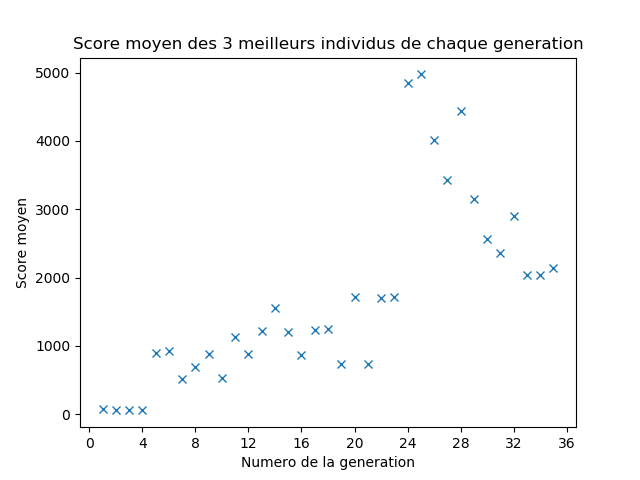 Score moyen des 3 meilleurs individus de chaque generation
5000
4000
3000
2000
1000
0
Score moyen
0 4 8 12 16 20 24 28 32 36
Numero de la generation